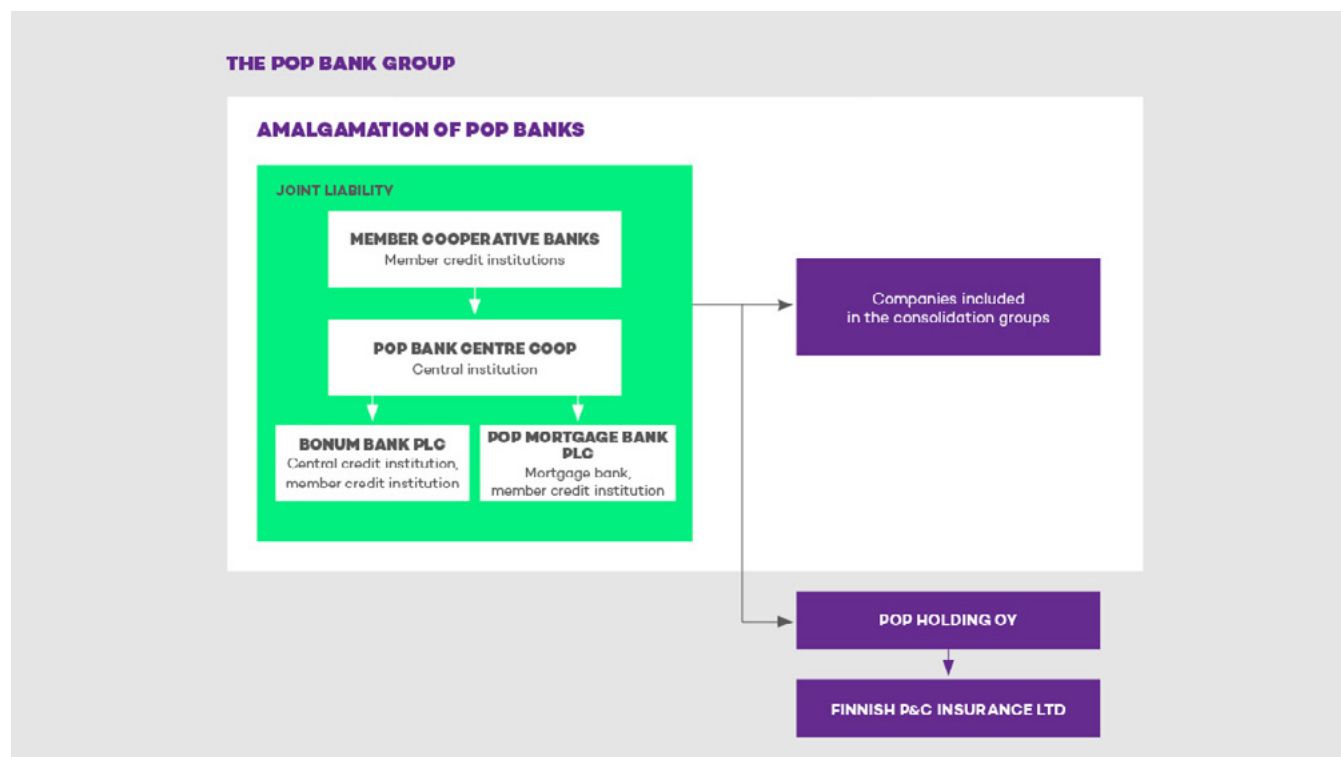 THE POP BANK GROUP
AMALGAMATION OF POP BANKS
JOINT LIABILITY
MEMBER COOPERATIVE BANKS
Member credit institutions
POP BANK CENTRE COOP
Central institution
BONUM BANK PLC
Central credit institution,
member credit institution
POP MORTGAGE BANK
PLC
Mortgage bank,
member credit institution
Companies included
in the consolidation groups
POP HOLDING OY
FINNISH P&C INSURANCE LTD